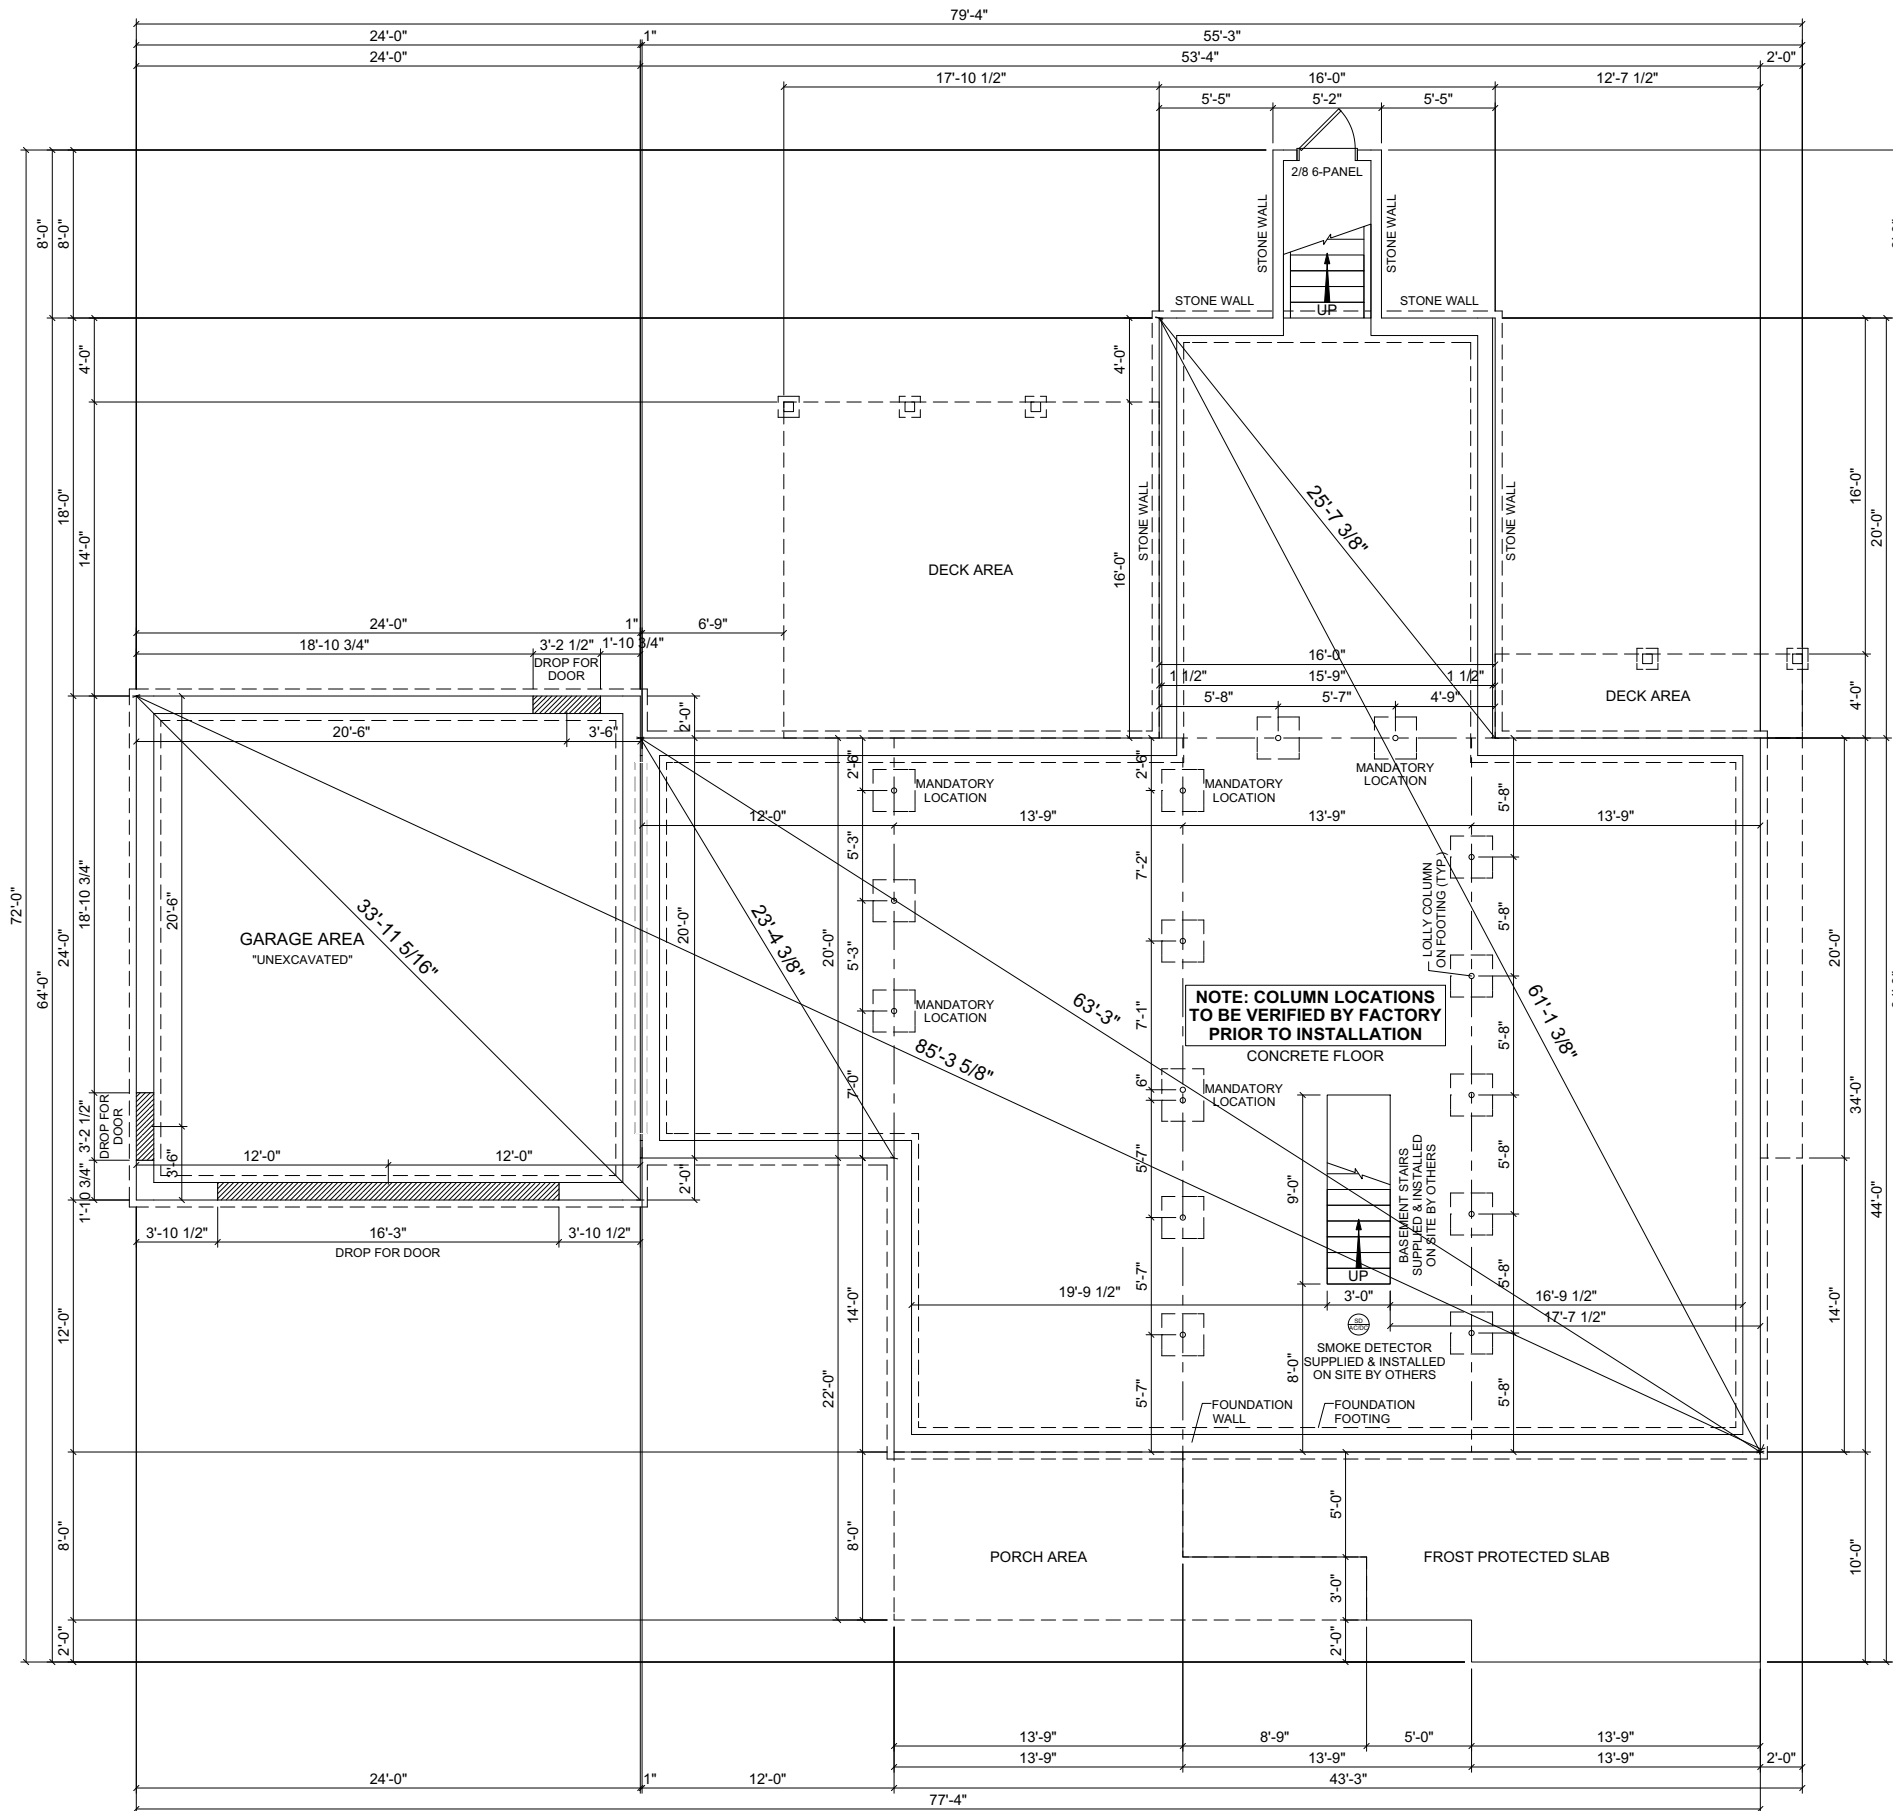 79'-4"
24'-0" 1" 55'-3"
24'-0" 53'-4" 2'-0"
17'-10 1/2" 16'-0" 12'-7 1/2"
5'-5" 5'-2" 5'-5"
2/8 6-PANEL
STONE WALL
STONE WALL
8'-0"
8'-0"
STONE WALL
STONE WALL
UP
4'-0"
4'-0"
18'-0"
14'-0"
16'-0"
STONE WALL
STONE WALL
25'-7 3/8"
16'-0"
20'-0"
DECK AREA
24'-0" 1" 6'-9"
18'-10 3/4" 3'-2 1/2" 1'-10 3/4"
DROP FOR
DOOR
16'-0"
1 1/2" 15'-9" 1 1/2"
5'-8" 5'-7" 4'-9"
DECK AREA
4'-0"
2'-0"
20'-6" 3'-6"
2'-6"
2'-6"
MANDATORY
LOCATION
MANDATORY
LOCATION
MANDATORY
LOCATION
5'-8"
12'-0" 13'-9" 13'-9" 13'-9"
5'-3"
7'-2"
72'-0"
64'-0"
24'-0"
18'-10 3/4"
20'-6"
33'-11 5/16"
GARAGE AREA
"UNEXCAVATED"
20'-0"
23'-4 3/8"
20'-0"
5'-3"
LOLLY COLUMN
ON FOOTING (TYP.)
5'-8"
20'-0"
34'-0"
MANDATORY
LOCATION
63'-3"
7'-1"
NOTE: COLUMN LOCATIONS
TO BE VERIFIED BY FACTORY
PRIOR TO INSTALLATION
CONCRETE FLOOR
61'-1 3/8"
5'-8"
85'-3 5/8"
7'-0"
6"
MANDATORY
LOCATION
3'-2 1/2"
DROP FOR
DOOR
1'-10 3/4"
3'-6"
12'-0" 12'-0"
2'-0"
5'-7"
9'-0"
BASEMENT STAIRS
SUPPLIED & INSTALLED
ON SITE BY OTHERS
5'-8"
44'-0"
3'-10 1/2" 16'-3" 3'-10 1/2"
DROP FOR DOOR
UP
5'-7"
5'-8"
19'-9 1/2" 3'-0" 16'-9 1/2"
17'-7 1/2"
12'-0"
14'-0"
14'-0"
SD
AC/DC
SMOKE DETECTOR
SUPPLIED & INSTALLED
ON SITE BY OTHERS
8'-0"
22'-0"
5'-7"
5'-8"
FOUNDATION
WALL
FOUNDATION
FOOTING
8'-0"
8'-0"
5'-0"
PORCH AREA
FROST PROTECTED SLAB
10'-0"
3'-0"
2'-0"
2'-0"
13'-9" 8'-9" 5'-0" 13'-9"
13'-9" 13'-9" 13'-9" 2'-0"
24'-0" 1" 12'-0" 43'-3"
77'-4"